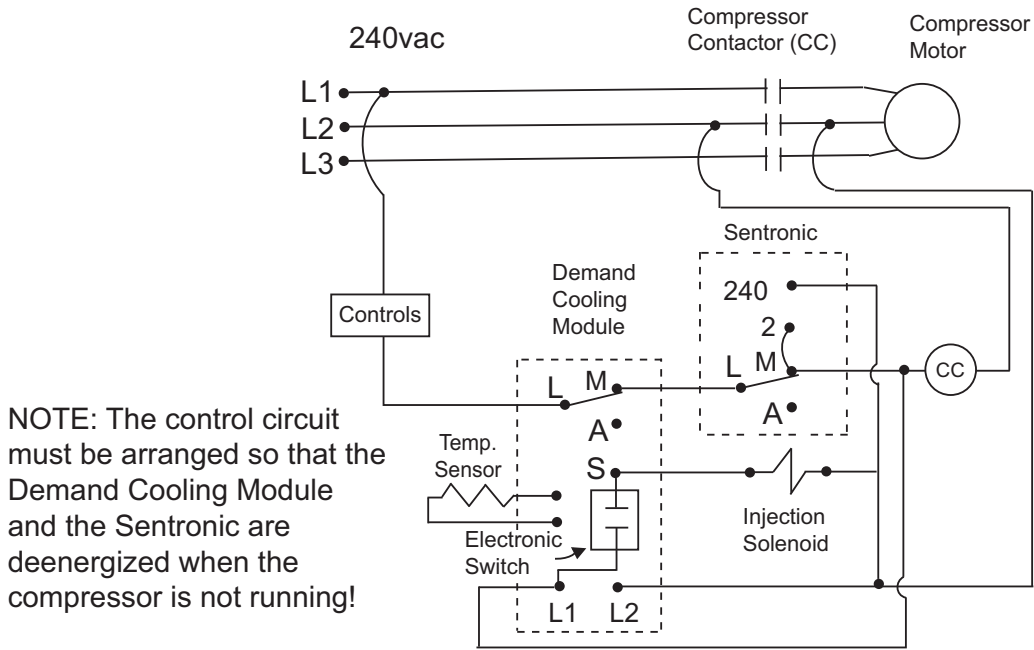 240vac
Compressor
Contactor (CC)
Compressor
Motor
L1
L2
L3
Sentronic
Demand
Cooling
Module
240
2
Controls
L M
CC
L M
A
A
NOTE: The control circuit
must be arranged so that the
Demand Cooling Module
and the Sentronic are
deenergized when the
compressor is not running!
Temp.
Sensor
S
Electronic
Switch
Injection
Solenoid
L1 L2